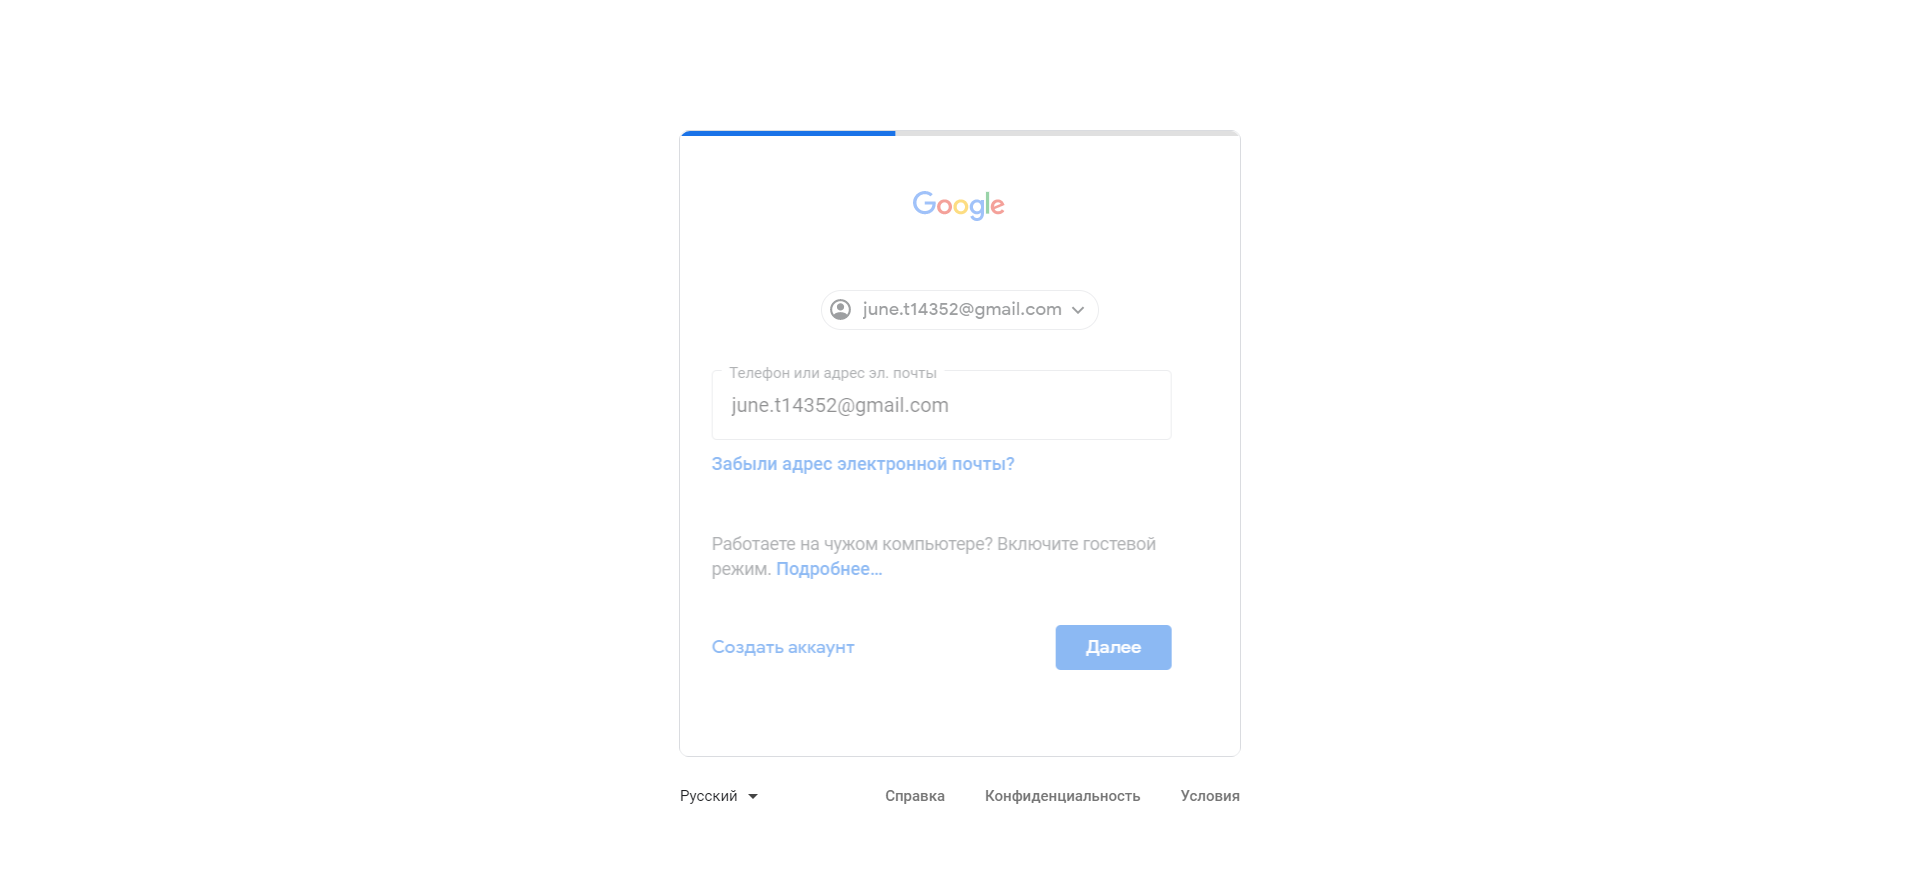 Google
june.t14352@gmail.com
Телефон или адрес эл. почты
june.t14352@gmail.com
Забыли адрес электронной почты?
Работаете на чужом компьютере? Включите гостевой
режим. Подробнее…
Создать аккаунт
Далее
Русский
Справка
Конфиденциальность
Условия